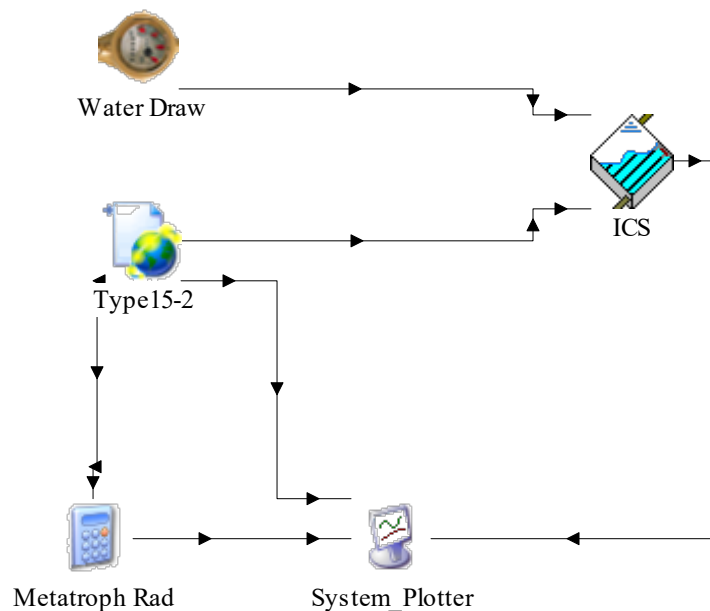 Water Draw
ICS
Type15-2
Metatroph Rad
System_Plotter